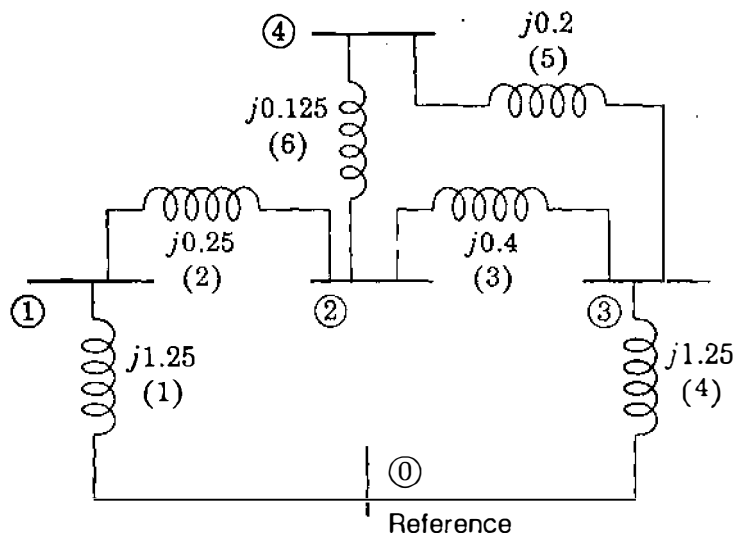 ④
j0.2
(5)
j0.125
(6)
j0.25
(2)
j0.4
(3)
①
②
③
j1.25
(1)
j1.25
(4)
⓪
Reference